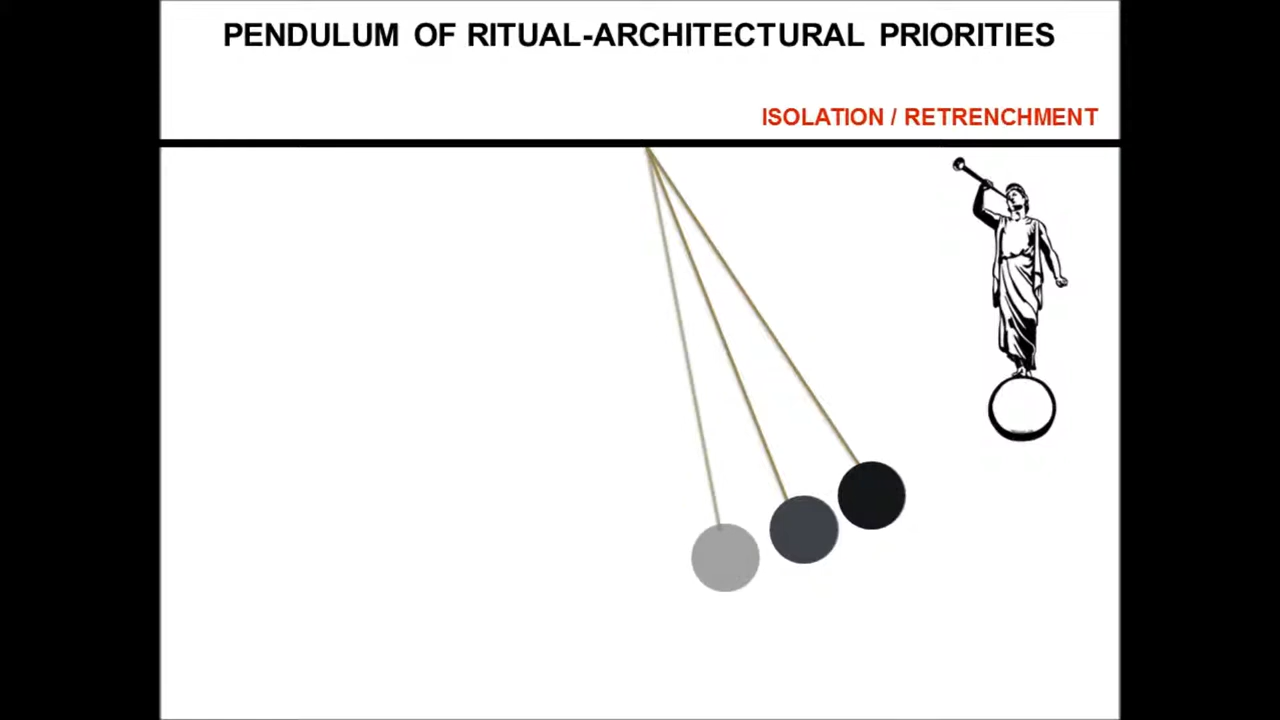 PENDULUM OF RITUAL-ARCHITECTURAL PRIORITIES
ISOLATION / RETRENCHMENT